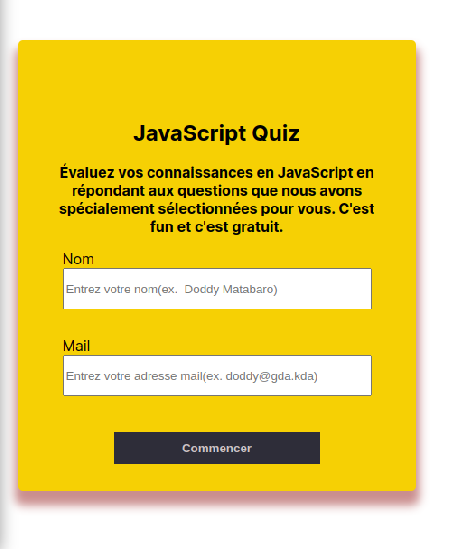 JavaScript Quiz
Évaluez vos connaissances en JavaScript en
répondant aux questions que nous avons
spécialement sélectionnées pour vous. C'est
fun et c'est gratuit.
Nom
Entrez votre nom(ex.  Doddy Matabaro)
Mail
Entrez votre adresse mail(ex. doddy@gda.kda)
Commencer